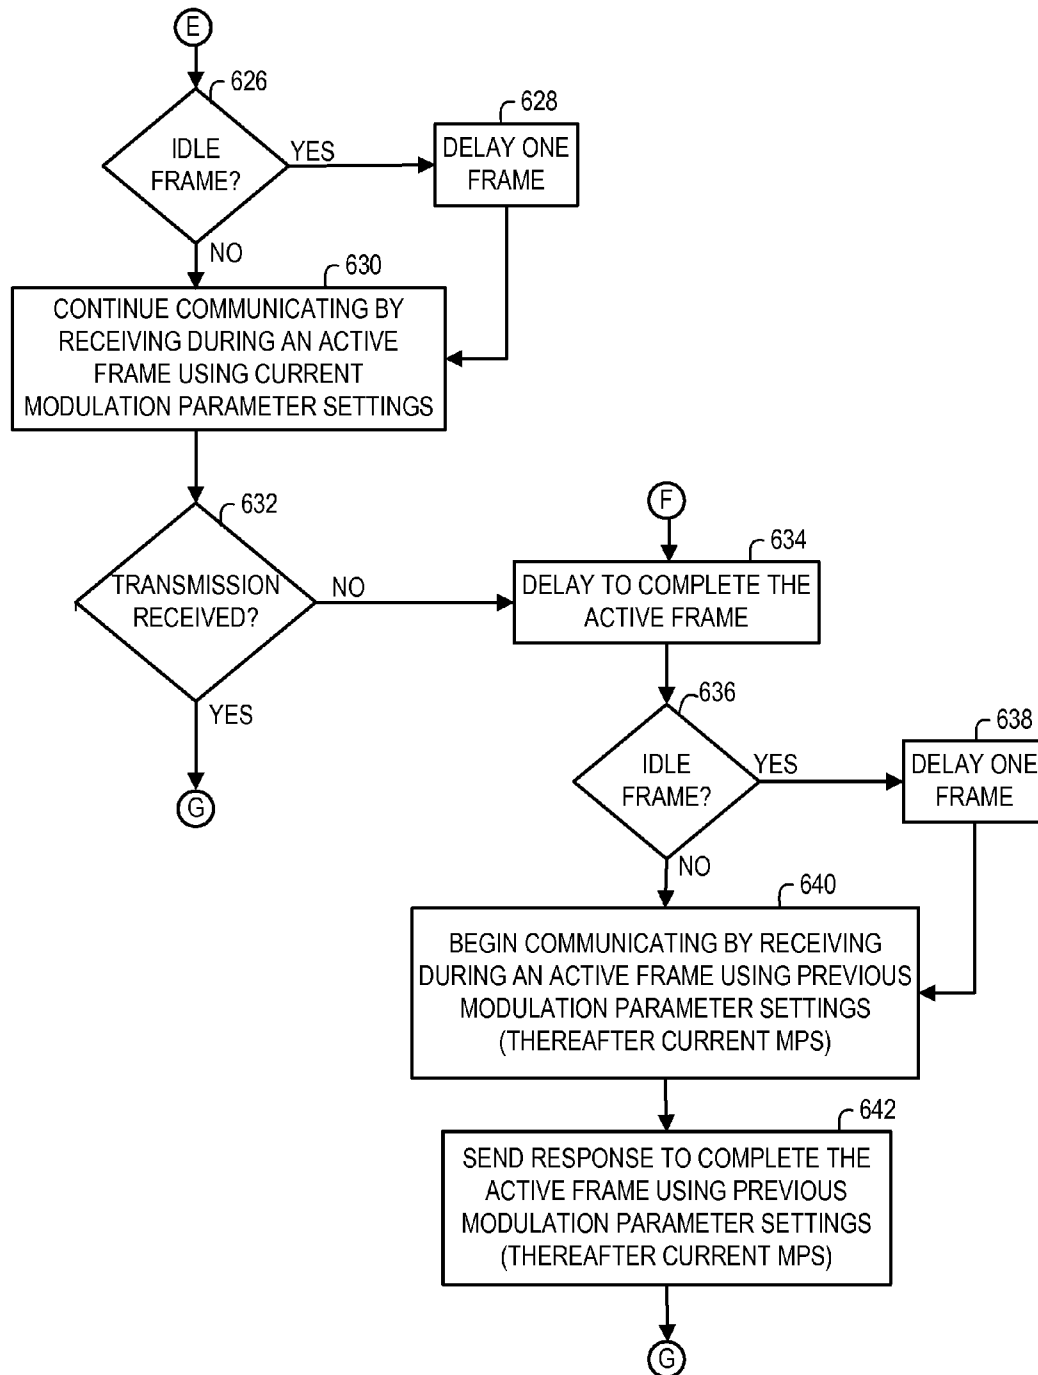 E
626
IDLE
FRAME?
YES
628
DELAY ONE
FRAME
NO
630
CONTINUE COMMUNICATING BY
RECEIVING DURING AN ACTIVE
FRAME USING CURRENT
MODULATION PARAMETER SETTINGS
632
TRANSMISSION
RECEIVED?
NO
YES
G
F
634
DELAY TO COMPLETE THE
ACTIVE FRAME
636
IDLE
FRAME?
YES
638
DELAY ONE
FRAME
NO
640
BEGIN COMMUNICATING BY RECEIVING
DURING AN ACTIVE FRAME USING PREVIOUS
MODULATION PARAMETER SETTINGS
(THEREAFTER CURRENT MPS)
642
SEND RESPONSE TO COMPLETE THE
ACTIVE FRAME USING PREVIOUS
MODULATION PARAMETER SETTINGS
(THEREAFTER CURRENT MPS)
G